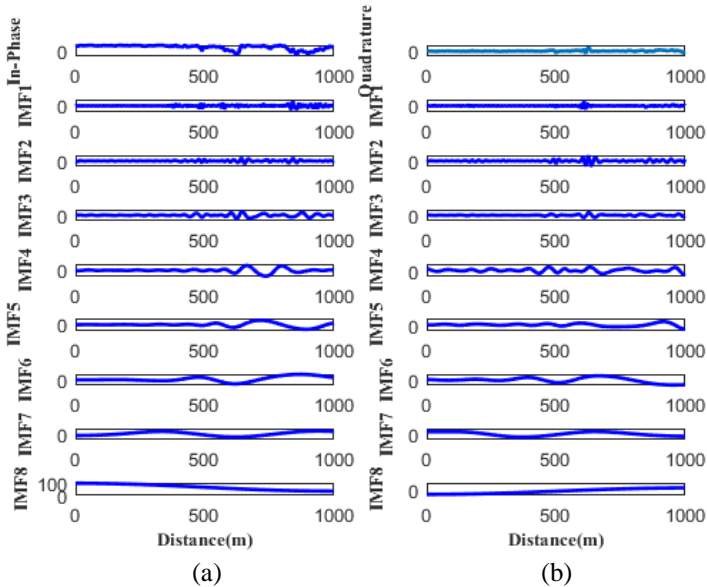 In-Phase
0
0 500 1000
IMF1
0
0 500 1000
IMF2
0
0 500 1000
IMF3
0
0 500 1000
IMF4
0
0 500 1000
IMF5
0
0 500 1000
IMF6
0
0 500 1000
IMF7
0
0 500 1000
IMF8
100
0
0 500 1000
Distance(m)
(a)
Quadrature
0
0 500 1000
IMF1
0
0 500 1000
IMF2
0
0 500 1000
IMF3
0
0 500 1000
IMF4
0
0 500 1000
IMF5
0
0 500 1000
IMF6
0
0 500 1000
IMF7
0
0 500 1000
IMF8
0
0 500 1000
Distance(m)
(b)